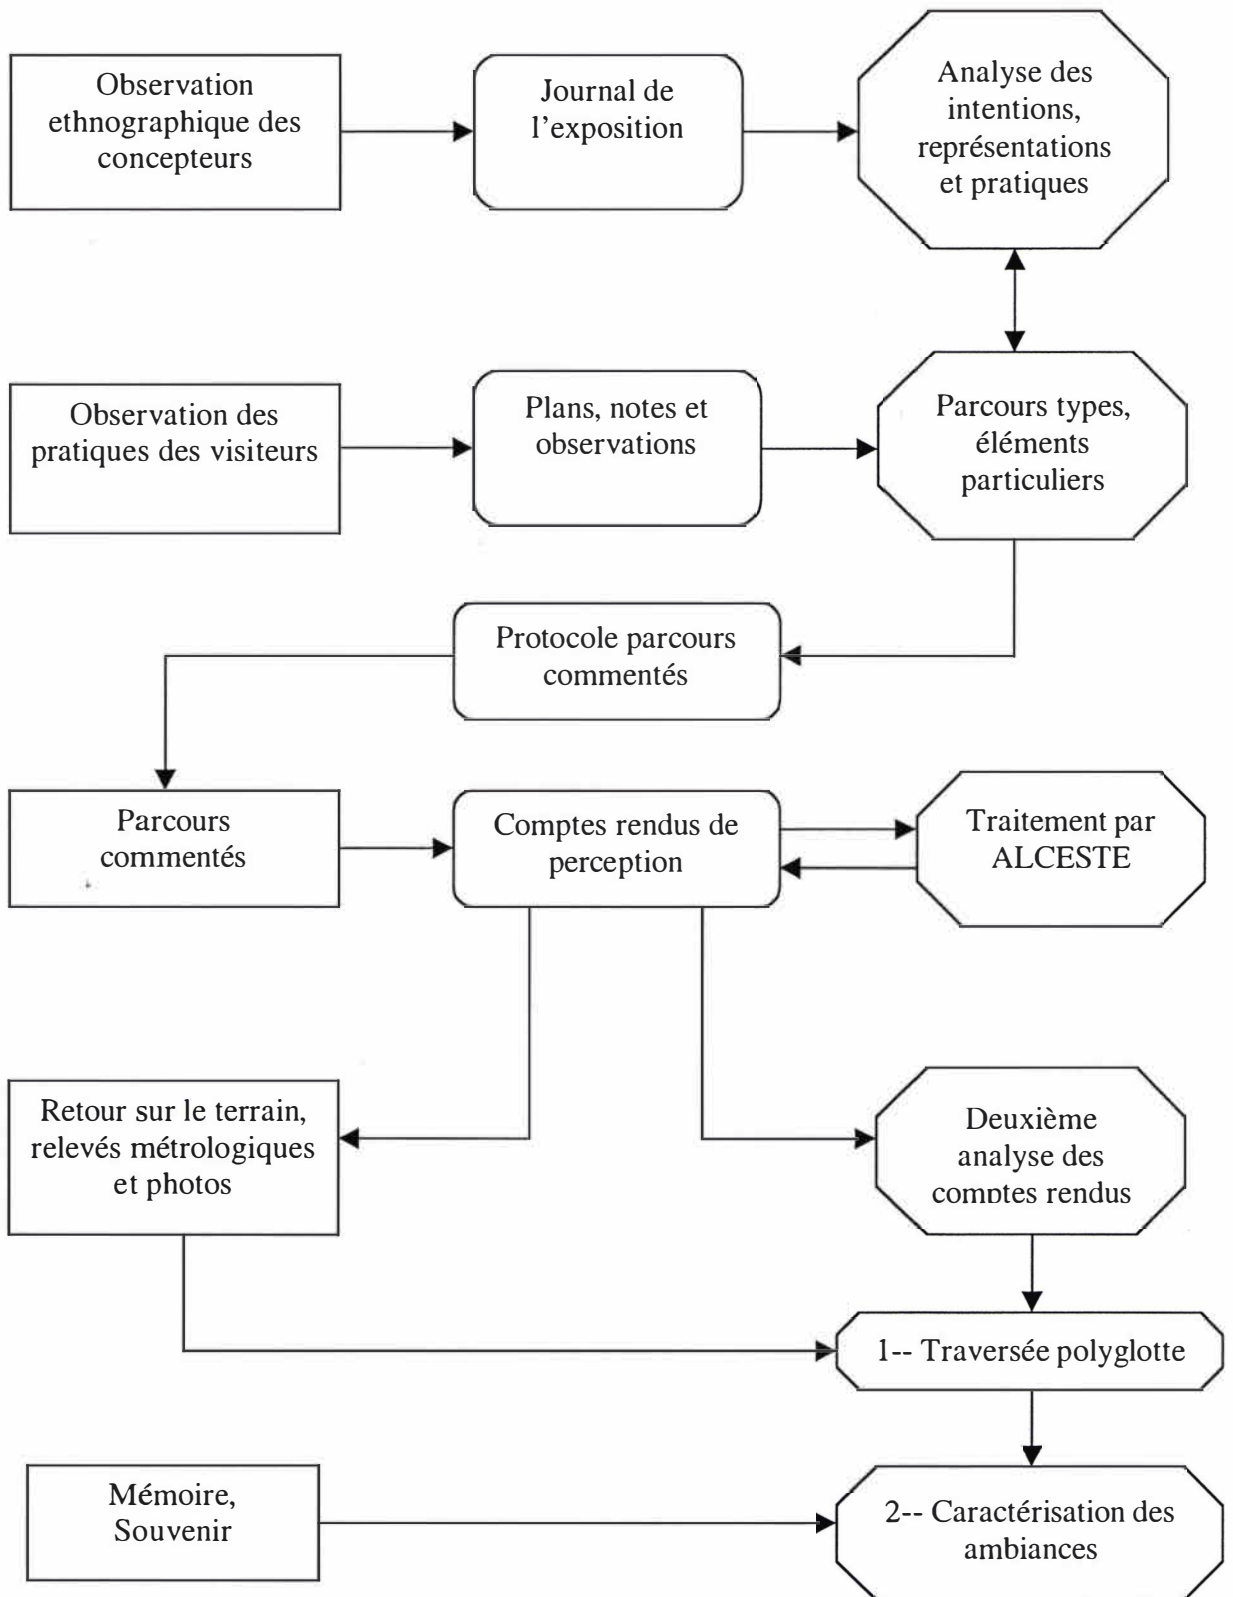 Observation
ethnographique des
concepteurs
Journal de
l'exposition
Analyse des
intentions,
représentations
et pratiques
Observation des
pratiques des visiteurs
Plans, notes et
observations
Parcours types,
éléments
particuliers
Protocole parcours
commentés
Parcours
commentés
Comptes rendus de
perception
Traitement par
ALCESTE
Retour sur le terrain,
relevés métrologiques
et photos
Deuxième
analyse des
comptes rendus
1-- Traversée polyglotte
Mémoire,
Souvenir
2-- Caractérisation des
ambiances